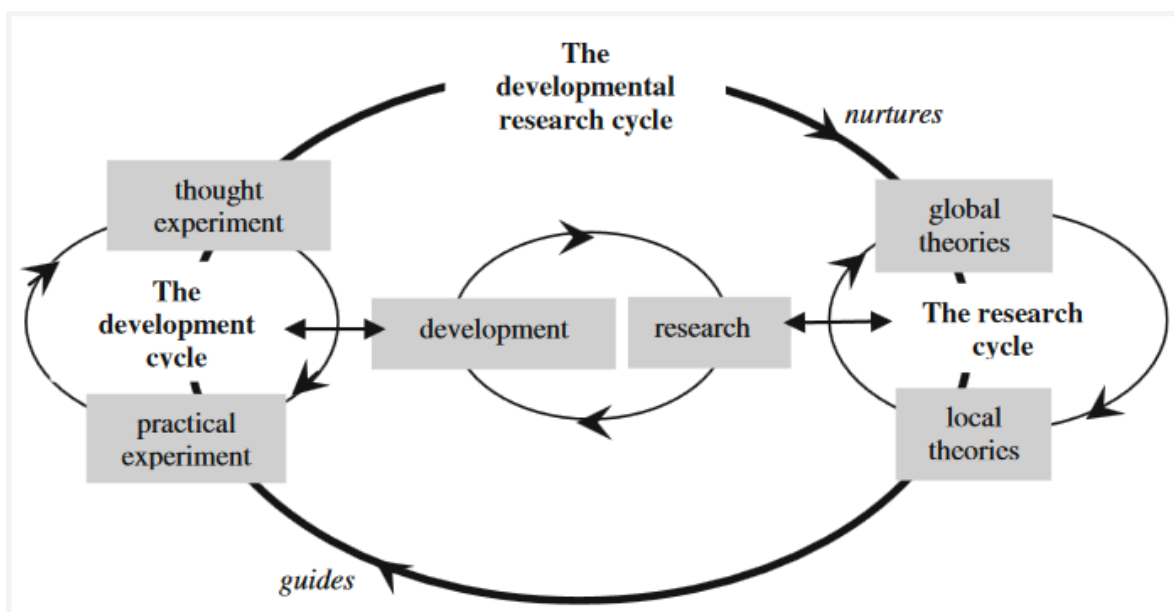 The
developmental
research cycle
nurtures
thought
experiment
global
theories
The
development
cycle
development
research
The research
cycle
practical
experiment
local
theories
guides